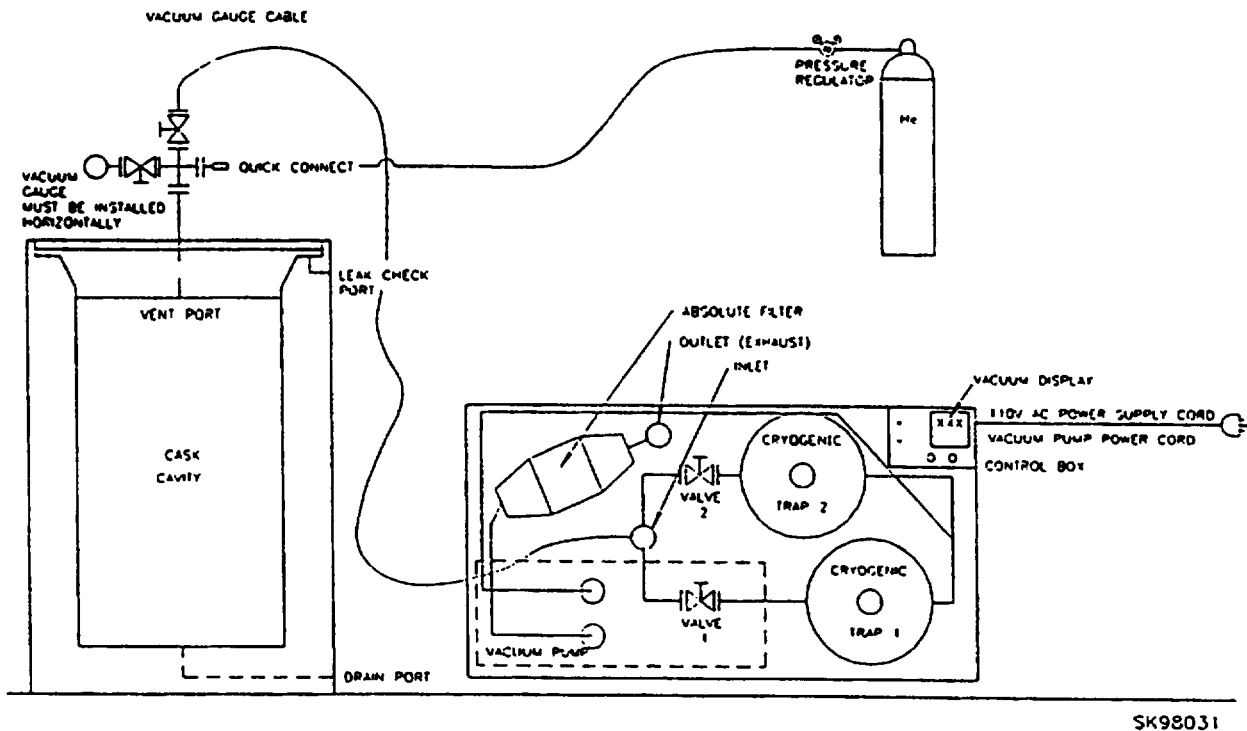 VACUUM GAUGE CABLE
PRESSURE
REGULATOR
He
QUICK CONNECT
VACUUM
GAUGE
MUST BE INSTALLED
HORIZONTALLY
LEAK CHECK
PORT
VENT PORT
ABSOLUTE FILTER
OUTLET (EXHAUST)
INLET
VACUUM DISPLAY
XXX
110V AC POWER SUPPLY CORD
VACUUM PUMP POWER CORD
CONTROL BOX
CRYOGENIC
TRAP 2
VALVE
2
CASK
CAVITY
CRYOGENIC
TRAP 1
VALVE
1
VACUUM PUMP
DRAIN PORT
SK98031